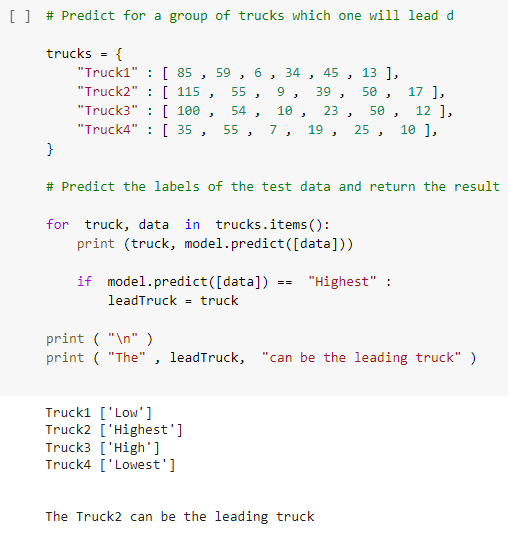 [ ] # Predict for a group of trucks which one will lead d
trucks = {
"Truck1" : [ 85 , 59 , 6 , 34 , 45 , 13 ],
"Truck2" : [ 115 , 55 , 9 , 39 , 50 , 17 ],
"Truck3" : [ 100 , 54 , 10 , 23 , 50 , 12 ],
"Truck4" : [ 35 , 55 , 7 , 19 , 25 , 10 ],
}
# Predict the labels of the test data and return the result
for truck, data in trucks.items():
print (truck, model.predict([data]))
if model.predict([data]) == "Highest" :
leadTruck = truck
print ( "\n" )
print ( "The" , leadTruck, "can be the leading truck" )
Truck1 ['Low']
Truck2 ['Highest']
Truck3 ['High']
Truck4 ['Lowest']
The Truck2 can be the leading truck